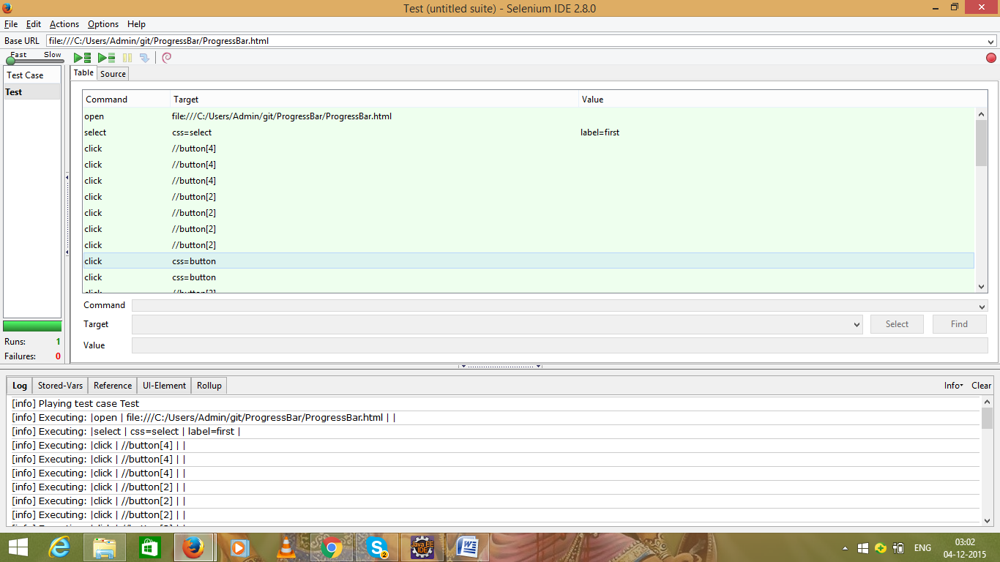 Test (untitled suite) - Selenium IDE 2.8.0
File Edit Actions Options Help
Base URL file:///C:/Users/Admin/git/ProgressBar/ProgressBar.html
Fast Slow
Test Case
Test
Table Source
Command Target Value
open file:///C:/Users/Admin/git/ProgressBar/ProgressBar.html
select css=select label=first
click //button[4]
click //button[4]
click //button[4]
click //button[2]
click //button[2]
click //button[2]
click //button[2]
click css=button
click css=button
Command
Target Select Find
Value
Runs: 1
Failures: 0
Log Stored-Vars Reference UI-Element Rollup Info Clear
[info] Playing test case Test
[info] Executing: |open | file:///C:/Users/Admin/git/ProgressBar/ProgressBar.html | |
[info] Executing: |select | css=select | label=first |
[info] Executing: |click | //button[4] | |
[info] Executing: |click | //button[4] | |
[info] Executing: |click | //button[4] | |
[info] Executing: |click | //button[2] | |
[info] Executing: |click | //button[2] | |
[info] Executing: |click | //button[2] | |
Java EE
IDE
2
ENG
03:02
04-12-2015